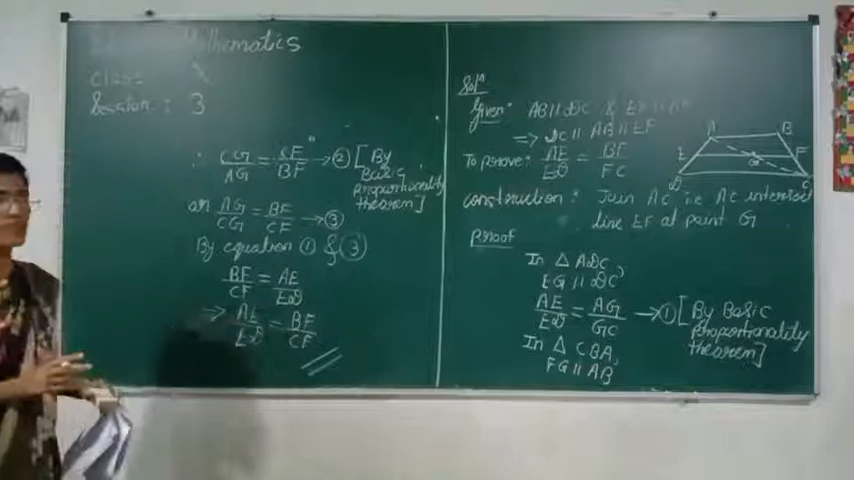 Mathematics
Class
Session : 3
∴ CG/AG = CF/BF → ② [By
Basic
proportionality
theorem]
or AG/CG = BF/CF → ③
By equation ① & ③
BF/CF = AE/ED
⇒ AE/ED = BF/CF
Solⁿ
Given: AB || DC & EF || AB
⇒ DC || AB || EF
To prove: AE/ED = BF/FC
A B
E G F
D C
construction: Join AC i.e AC intersect
line EF at point G
Proof
In △ ADC,
EG || DC
AE/ED = AG/GC → ① [By Basic
proportionality
theorem]
In △ CBA,
FG || AB